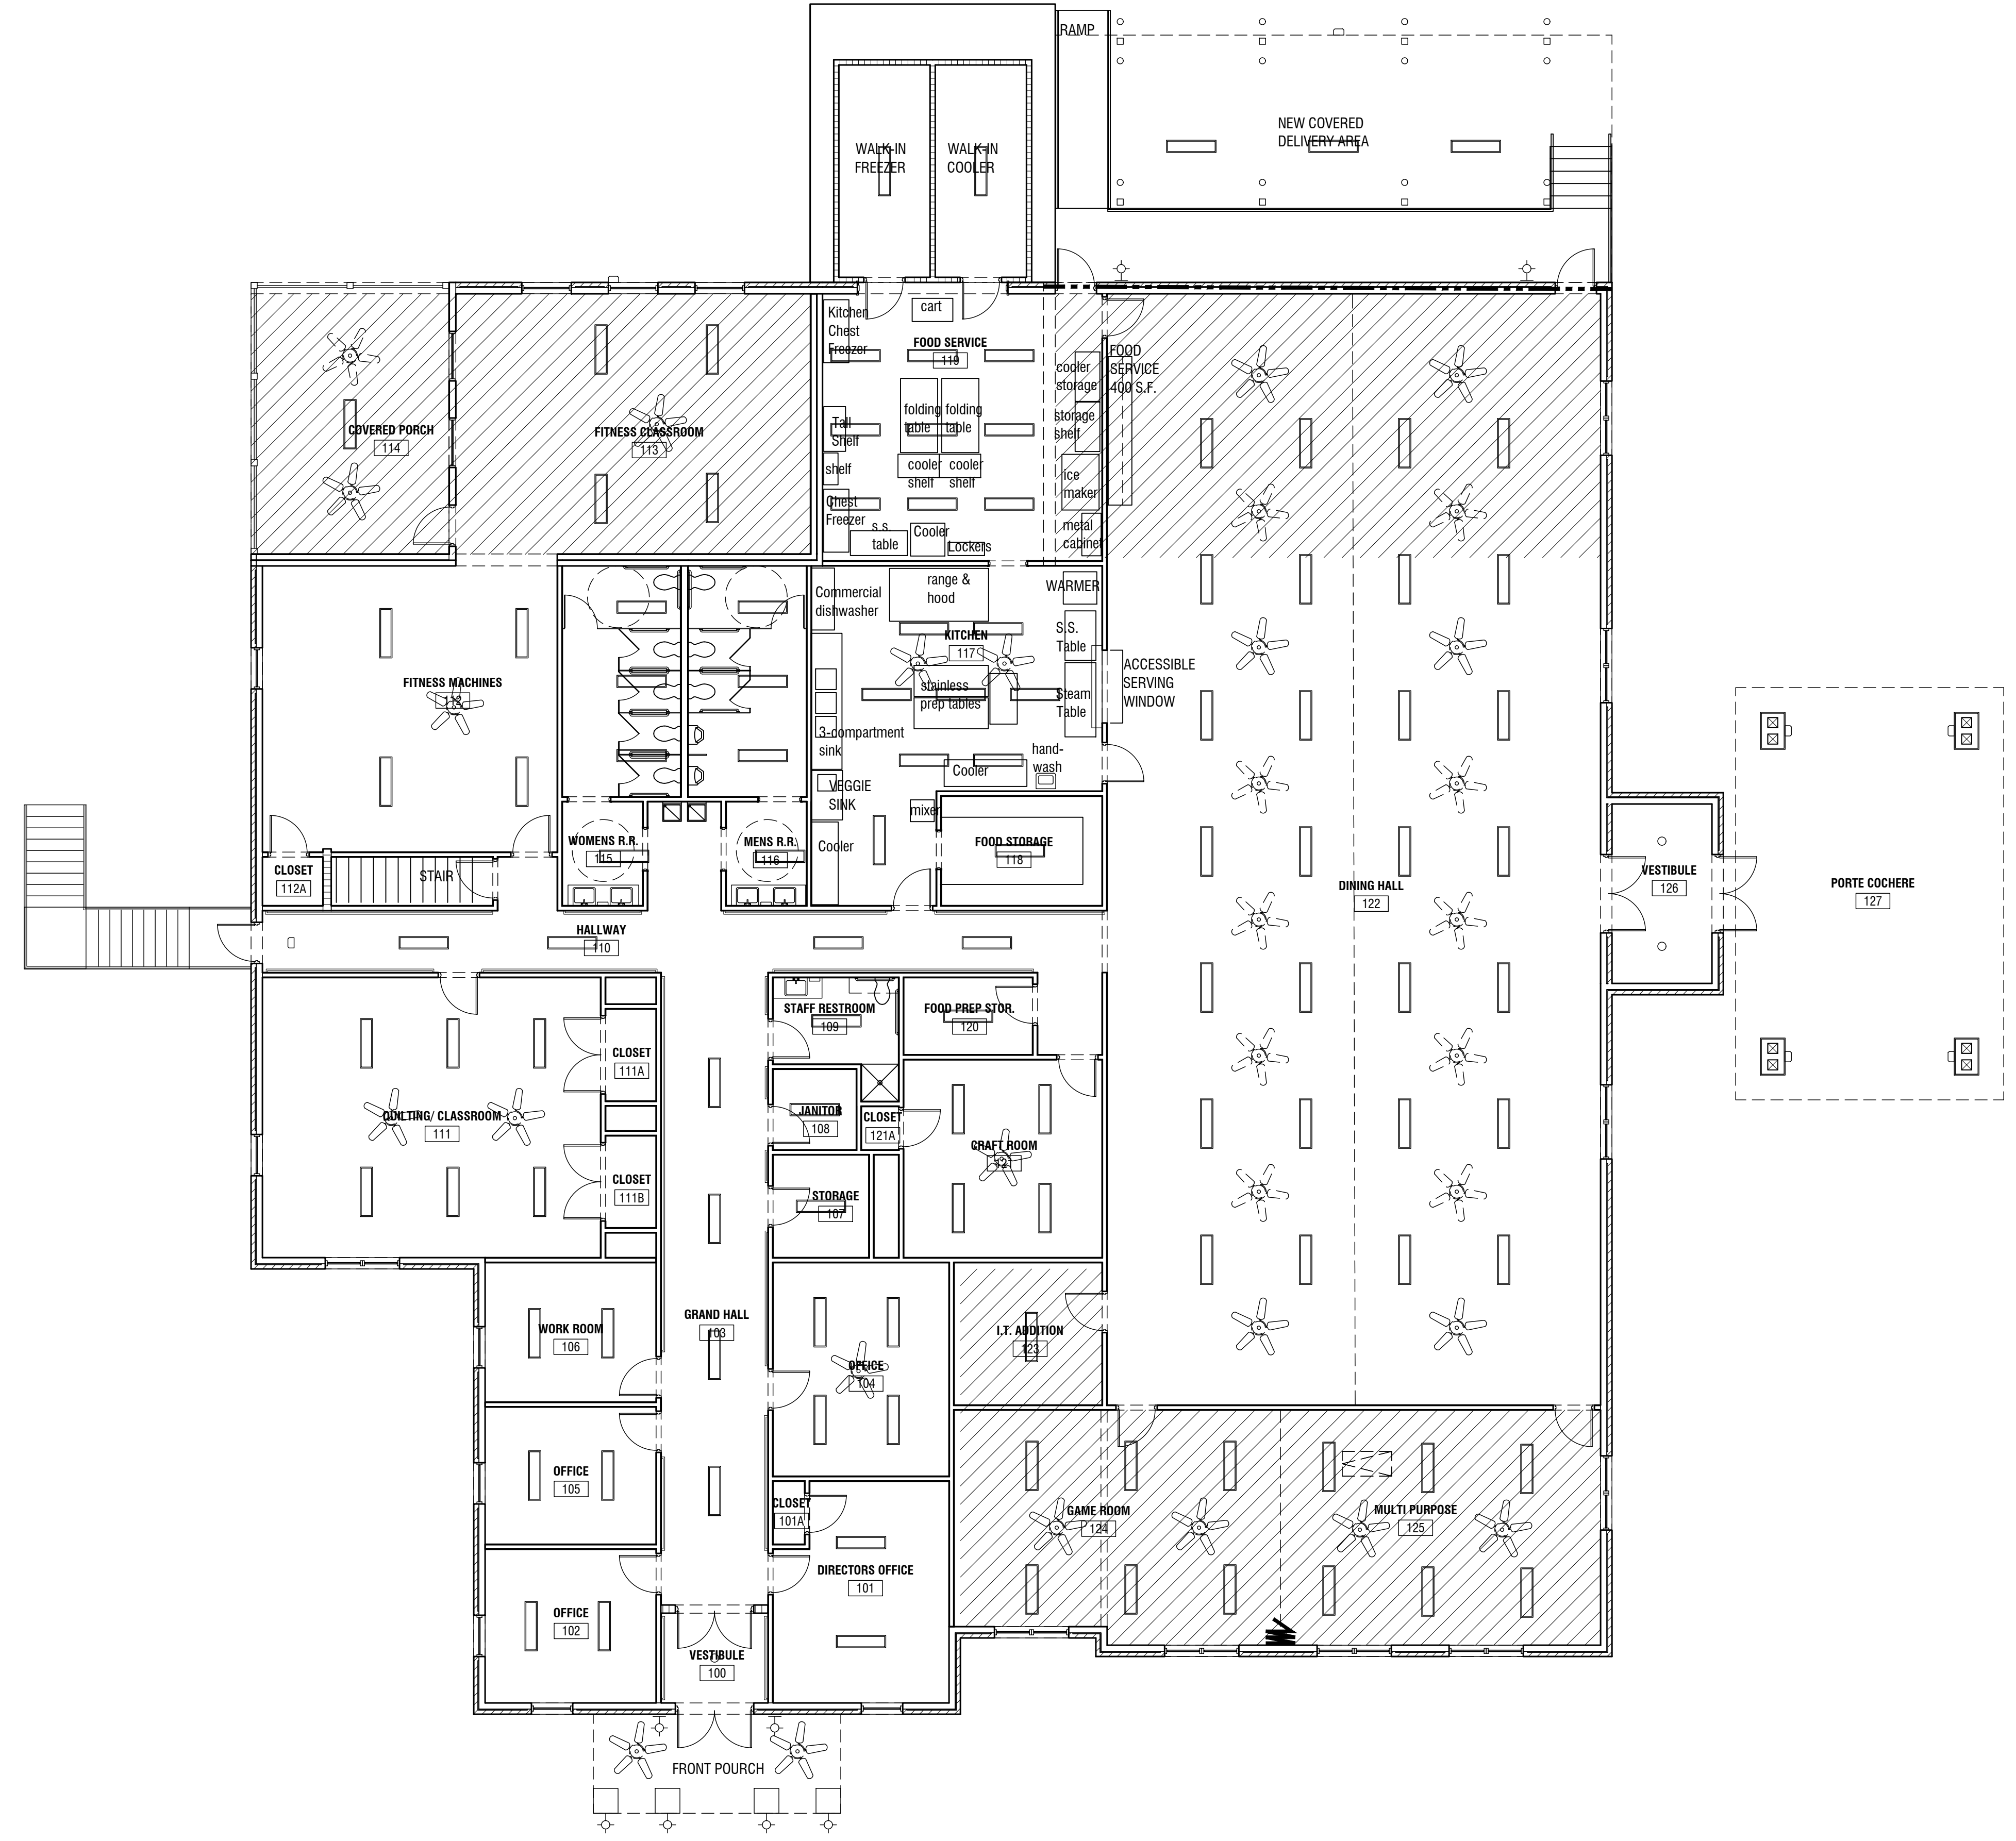 RAMP
NEW COVERED
DELIVERY AREA
WALK-IN
FREEZER
WALK-IN
COOLER
Kitchen
Chest
Freezer
cart
FOOD SERVICE
119
cooler
storage
FOOD
SERVICE
400 S.F.
folding
table
folding
table
storage
shelf
Tall
Shelf
shelf
cooler
shelf
cooler
shelf
ice
maker
Chest
Freezer
s.s.
table
Cooler
Lockers
metal
cabinet
COVERED PORCH
114
FITNESS CLASSROOM
113
Commercial
dishwasher
range &
hood
WARMER
KITCHEN
117
S.S.
Table
ACCESSIBLE
SERVING
WINDOW
stainless
prep tables
Steam
Table
3-compartment
sink
hand-
wash
Cooler
VEGGIE
SINK
mixer
Cooler
FOOD STORAGE
118
FITNESS MACHINES
112
WOMENS R.R.
115
MENS R.R.
116
CLOSET
112A
STAIR
DINING HALL
122
VESTIBULE
126
PORTE COCHERE
127
HALLWAY
110
STAFF RESTROOM
109
FOOD PREP STOR.
120
CLOSET
111A
QUILTING/ CLASSROOM
111
JANITOR
108
CLOSET
121A
CRAFT ROOM
121
CLOSET
111B
STORAGE
107
WORK ROOM
106
GRAND HALL
103
OFFICE
104
I.T. ADDITION
123
OFFICE
105
CLOSET
101A
GAME ROOM
124
MULTI PURPOSE
125
DIRECTORS OFFICE
101
OFFICE
102
VESTIBULE
100
FRONT POURCH